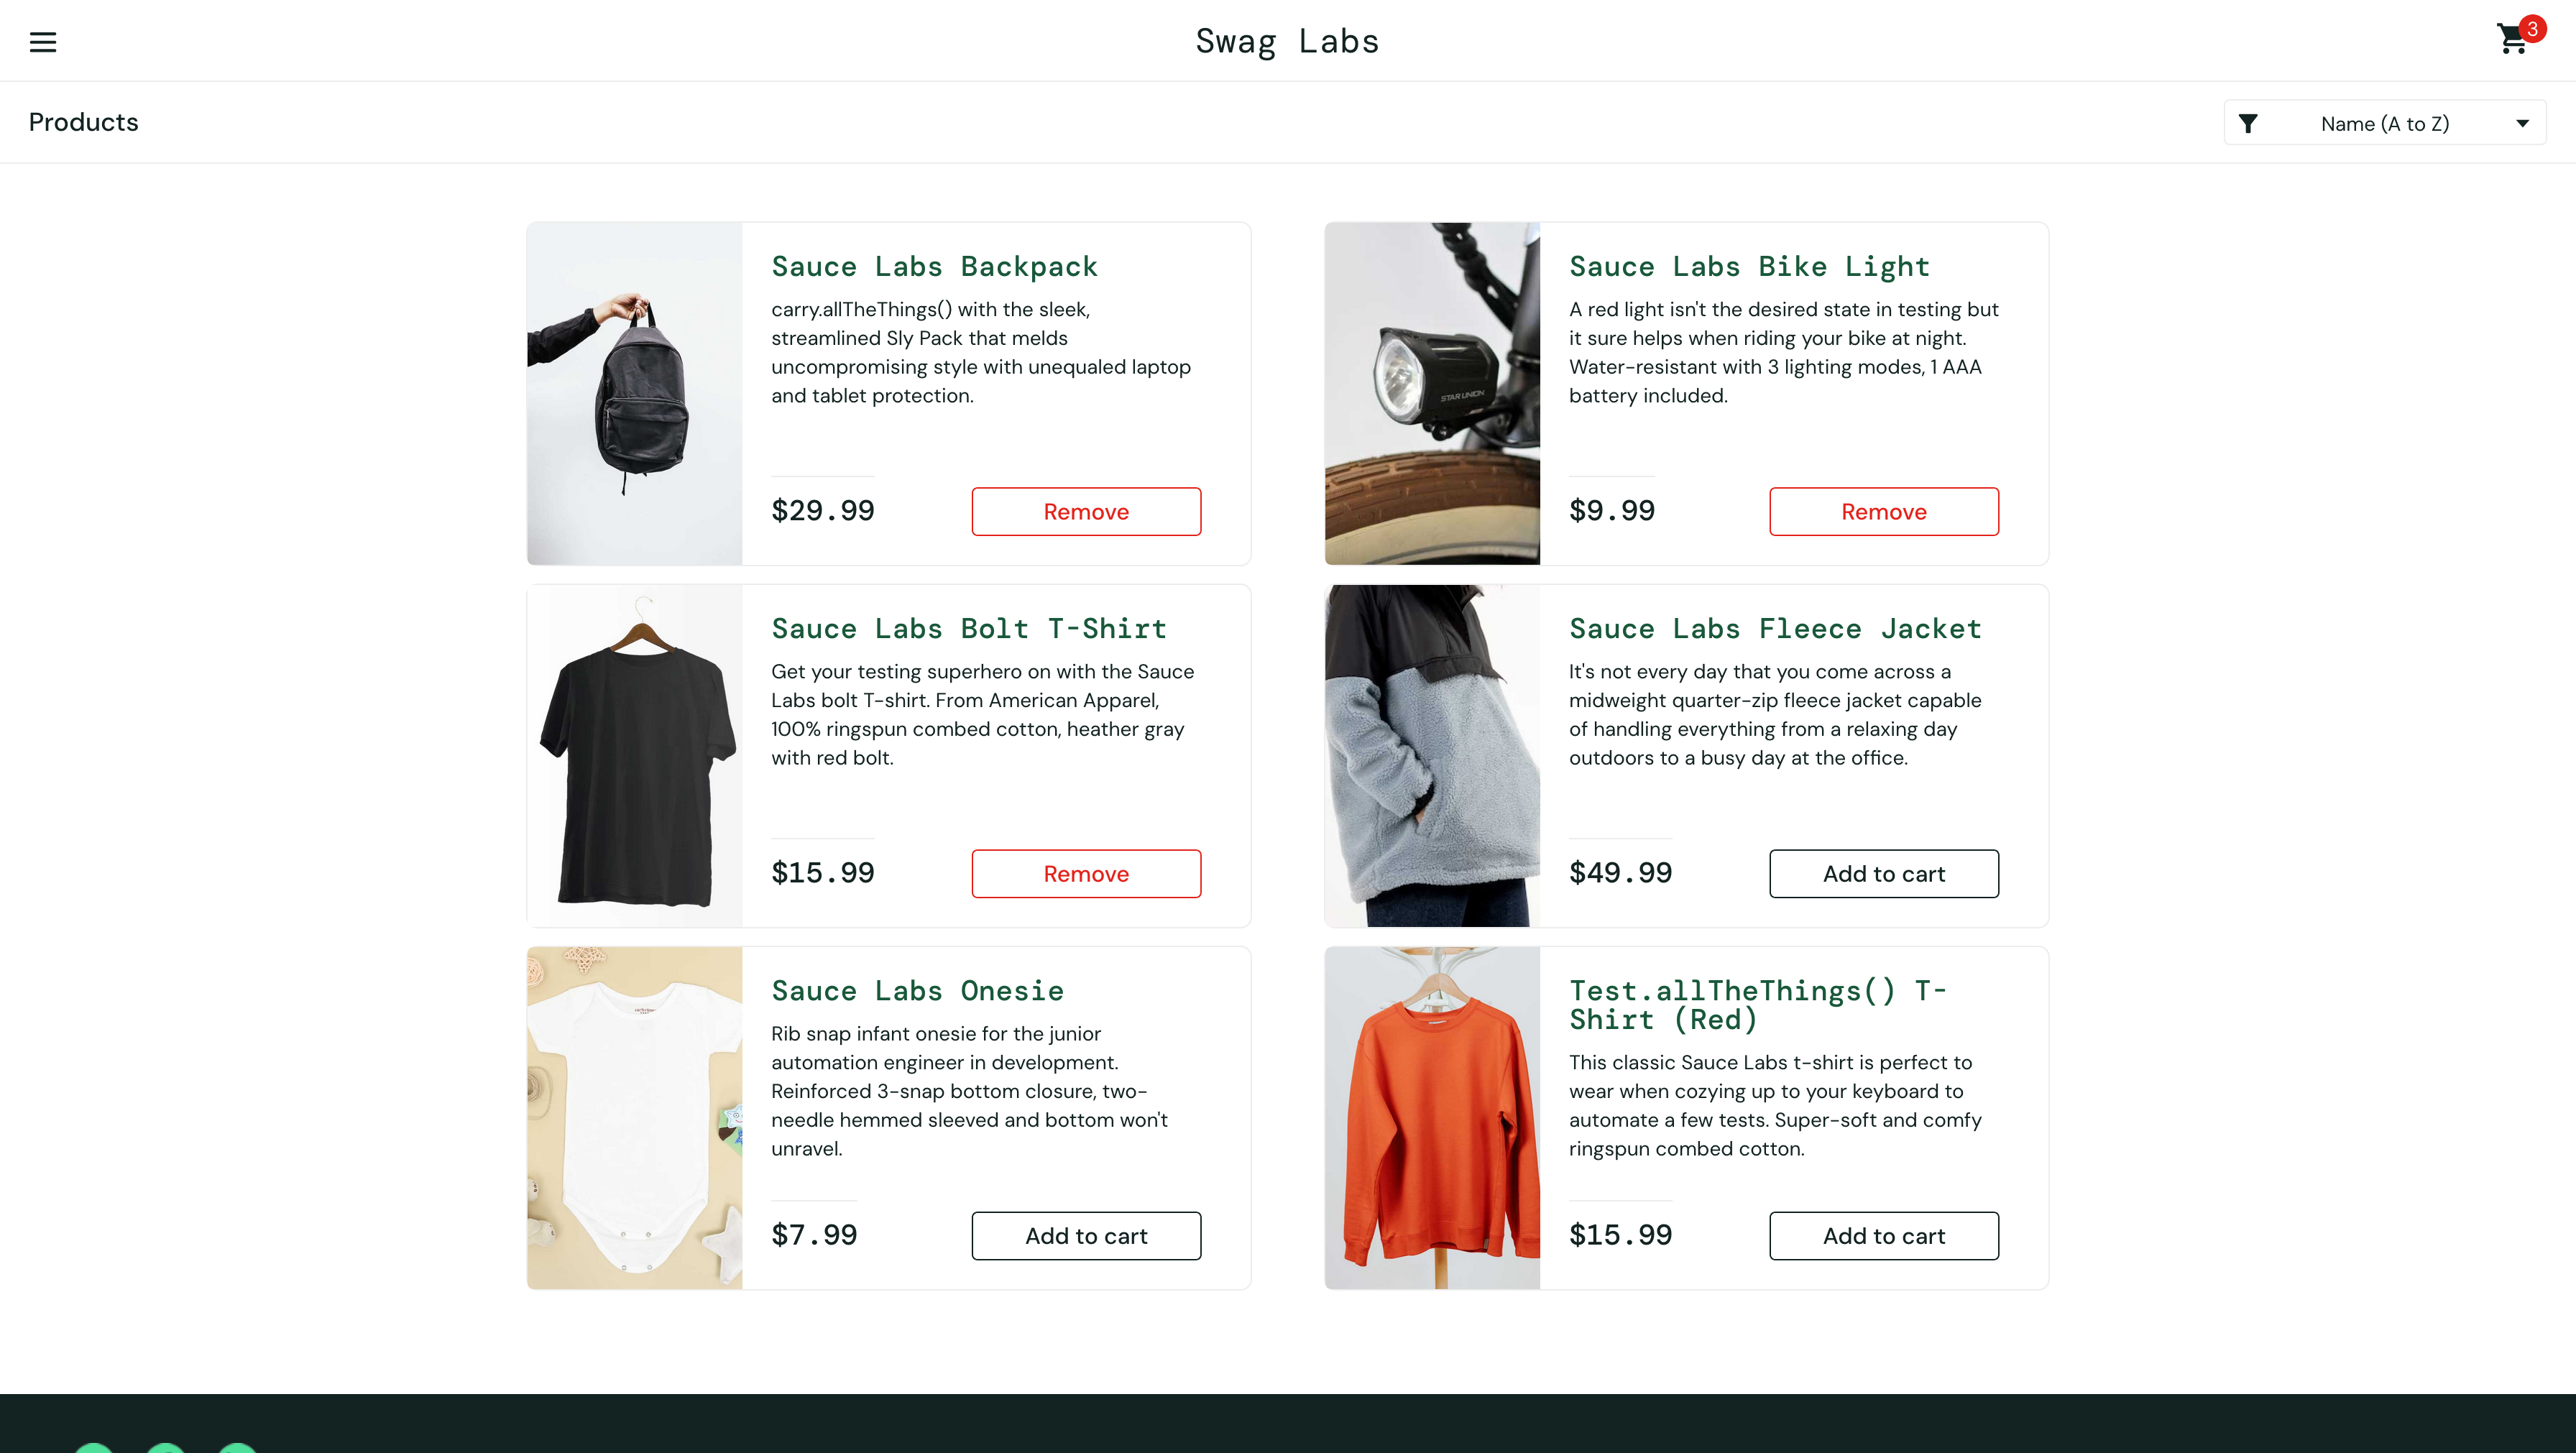 Swag Labs
3
Products
Name (A to Z)
Sauce Labs Backpack
carry.allTheThings() with the sleek,
streamlined Sly Pack that melds
uncompromising style with unequaled laptop
and tablet protection.
$29.99
Remove
Sauce Labs Bike Light
A red light isn't the desired state in testing but
it sure helps when riding your bike at night.
Water-resistant with 3 lighting modes, 1 AAA
battery included.
STAR UNION
$9.99
Remove
Sauce Labs Bolt T-Shirt
Get your testing superhero on with the Sauce
Labs bolt T-shirt. From American Apparel,
100% ringspun combed cotton, heather gray
with red bolt.
$15.99
Remove
Sauce Labs Fleece Jacket
It's not every day that you come across a
midweight quarter-zip fleece jacket capable
of handling everything from a relaxing day
outdoors to a busy day at the office.
$49.99
Add to cart
Sauce Labs Onesie
Rib snap infant onesie for the junior
automation engineer in development.
Reinforced 3-snap bottom closure, two-
needle hemmed sleeved and bottom won't
unravel.
$7.99
Add to cart
Test.allTheThings() T-
Shirt (Red)
This classic Sauce Labs t-shirt is perfect to
wear when cozying up to your keyboard to
automate a few tests. Super-soft and comfy
ringspun combed cotton.
$15.99
Add to cart